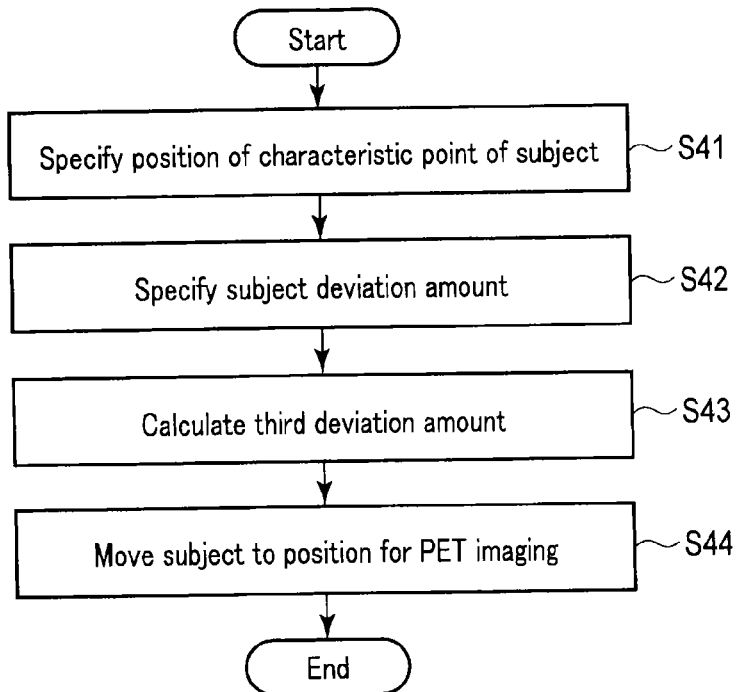 Start
Specify position of characteristic point of subject
S41
Specify subject deviation amount
S42
Calculate third deviation amount
S43
Move subject to position for PET imaging
S44
End